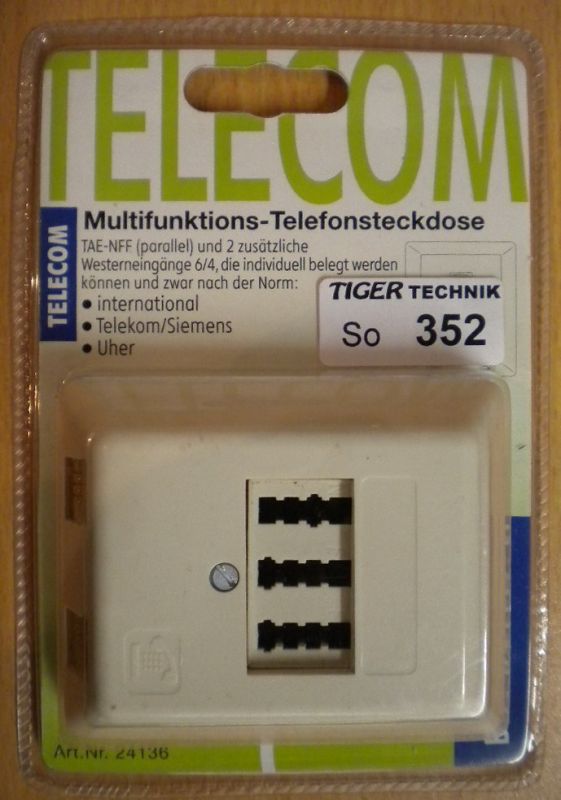 TELECOM
TELECOM
Multifunktions-Telefonsteckdose
TAE-NFF (parallel) und 2 zusätzliche
Westerneingänge 6/4, die individuell belegt werden
können und zwar nach der Norm:
• international
• Telekom/Siemens
• Uher
TIGER TECHNIK
So 352
Art.Nr. 24136